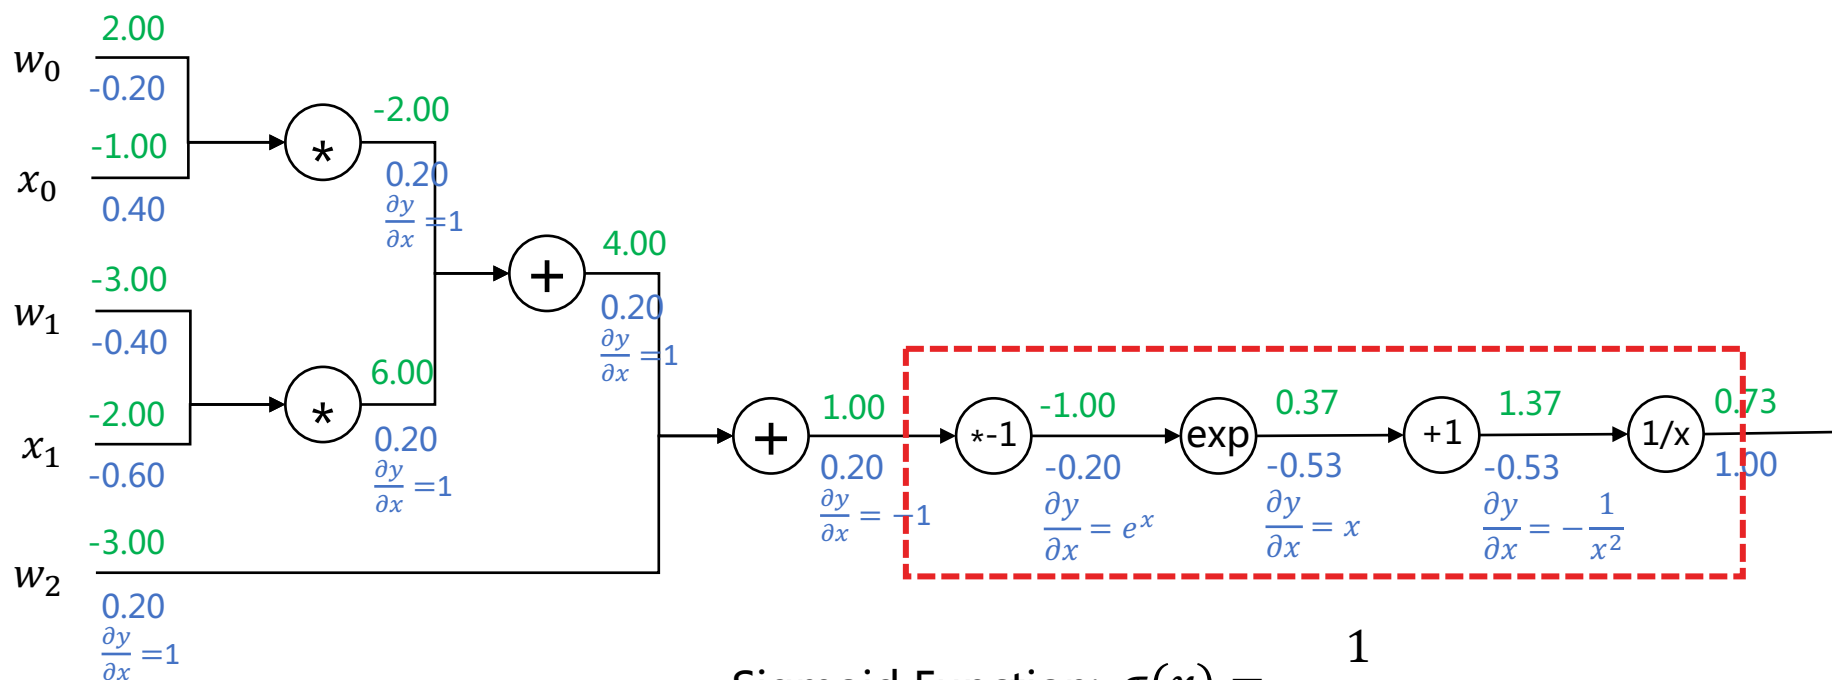 2.00
w₀
-0.20
-1.00
x₀
0.40
*
-2.00
0.20
∂y/∂x =1
-3.00
w₁
-0.40
-2.00
x₁
-0.60
*
6.00
0.20
∂y/∂x =1
+
4.00
0.20
∂y/∂x =1
-3.00
w₂
0.20
∂y/∂x =1
+
1.00
0.20
∂y/∂x = −1
*-1
-1.00
-0.20
∂y/∂x = eˣ
exp
0.37
-0.53
∂y/∂x = x
+1
1.37
-0.53
∂y/∂x = − 1/x²
1/x
0.73
1.00
Sigmoid Function: σ(x) = 1